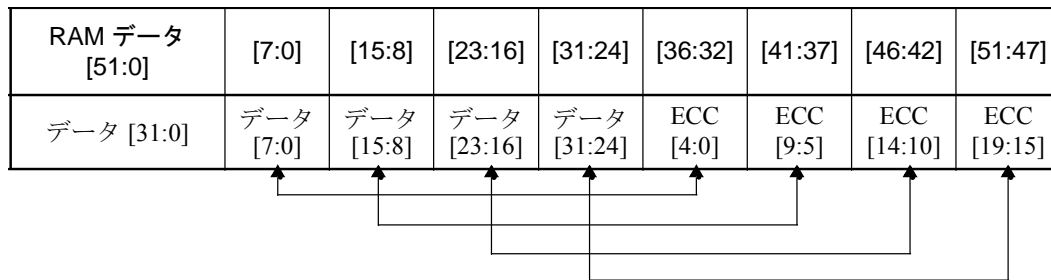 RAM データ
[51:0]
[7:0]
[15:8]
[23:16]
[31:24]
[36:32]
[41:37]
[46:42]
[51:47]
データ [31:0]
データ
[7:0]
データ
[15:8]
データ
[23:16]
データ
[31:24]
ECC
[4:0]
ECC
[9:5]
ECC
[14:10]
ECC
[19:15]